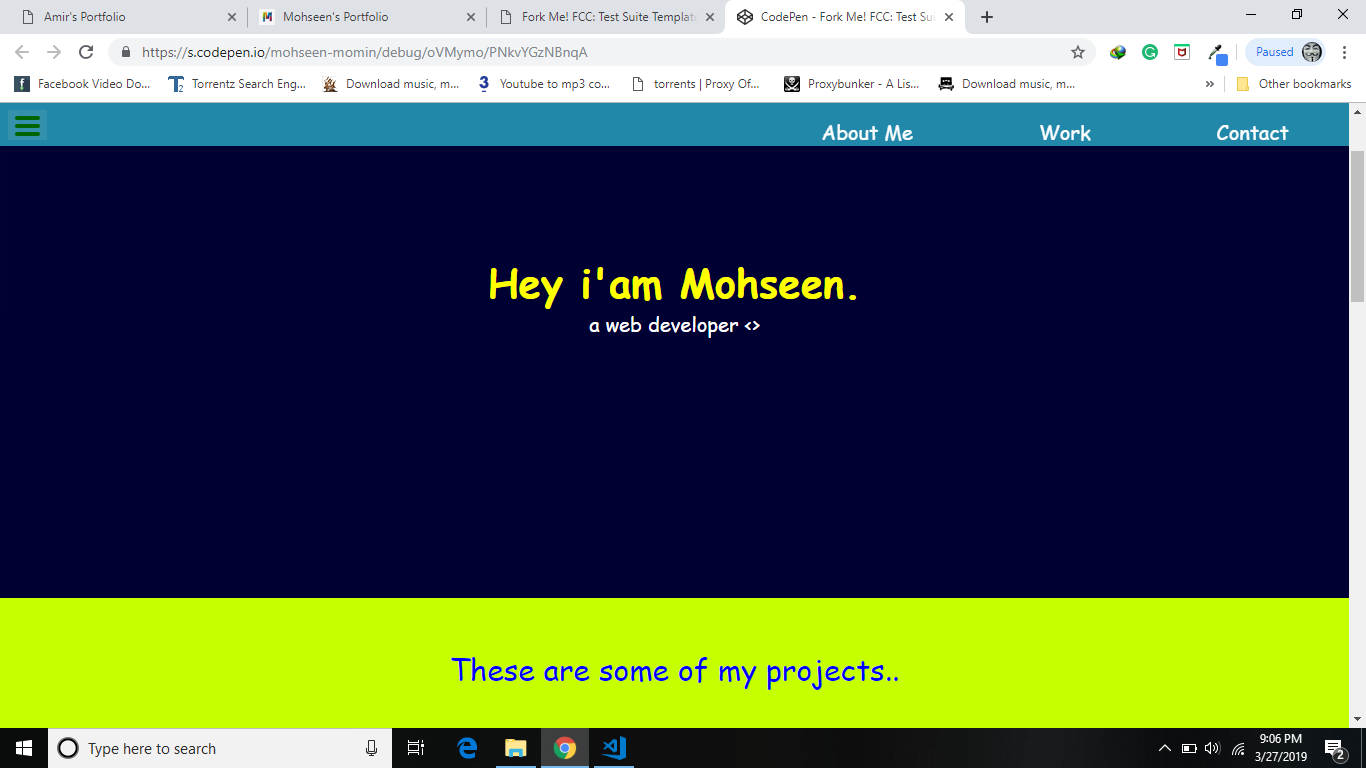 Amir's Portfolio
Mohseen's Portfolio
Fork Me! FCC: Test Suite Templat
CodePen - Fork Me! FCC: Test Sui
https://s.codepen.io/mohseen-momin/debug/oVMymo/PNkvYGzNBnqA
Paused
Facebook Video Do...
Torrentz Search Eng...
Download music, m...
Youtube to mp3 co...
torrents | Proxy Of...
Proxybunker - A Lis...
Download music, m...
»
Other bookmarks
About Me
Work
Contact
Hey i'am Mohseen.
a web developer <>
These are some of my projects..
Type here to search
9:06 PM
3/27/2019
2